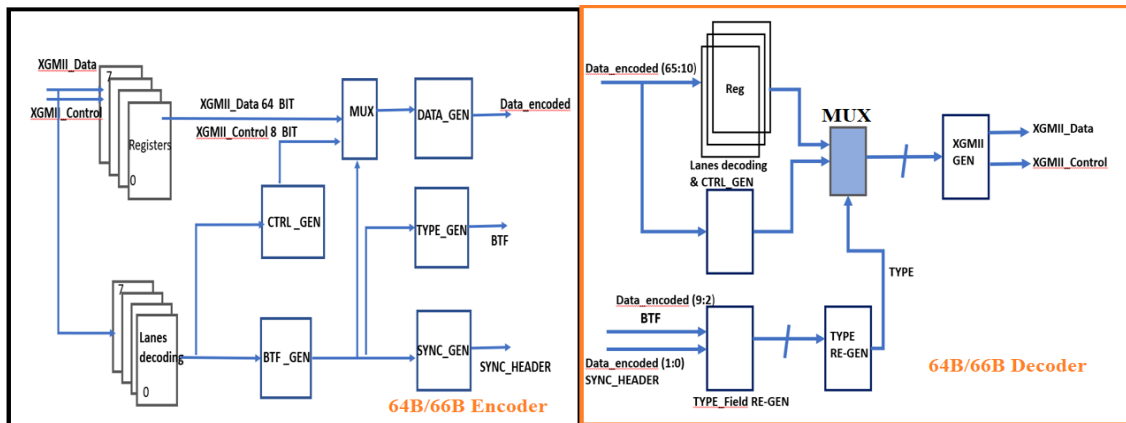 XGMII_Data
XGMII_Control
7
Registers
0
XGMII_Data 64 BIT
XGMII_Control 8 BIT
MUX
DATA_GEN
Data_encoded
CTRL_GEN
TYPE_GEN
BTF
7
Lanes
decoding
0
BTF_GEN
SYNC_GEN
SYNC_HEADER
64B/66B Encoder
Data_encoded (65:10)
Reg
MUX
Lanes decoding
& CTRL_GEN
XGMII
GEN
XGMII_Data
XGMII_Control
TYPE
Data_encoded (9:2)
BTF
Data_encoded (1:0)
SYNC_HEADER
TYPE
RE-GEN
TYPE_Field RE-GEN
64B/66B Decoder